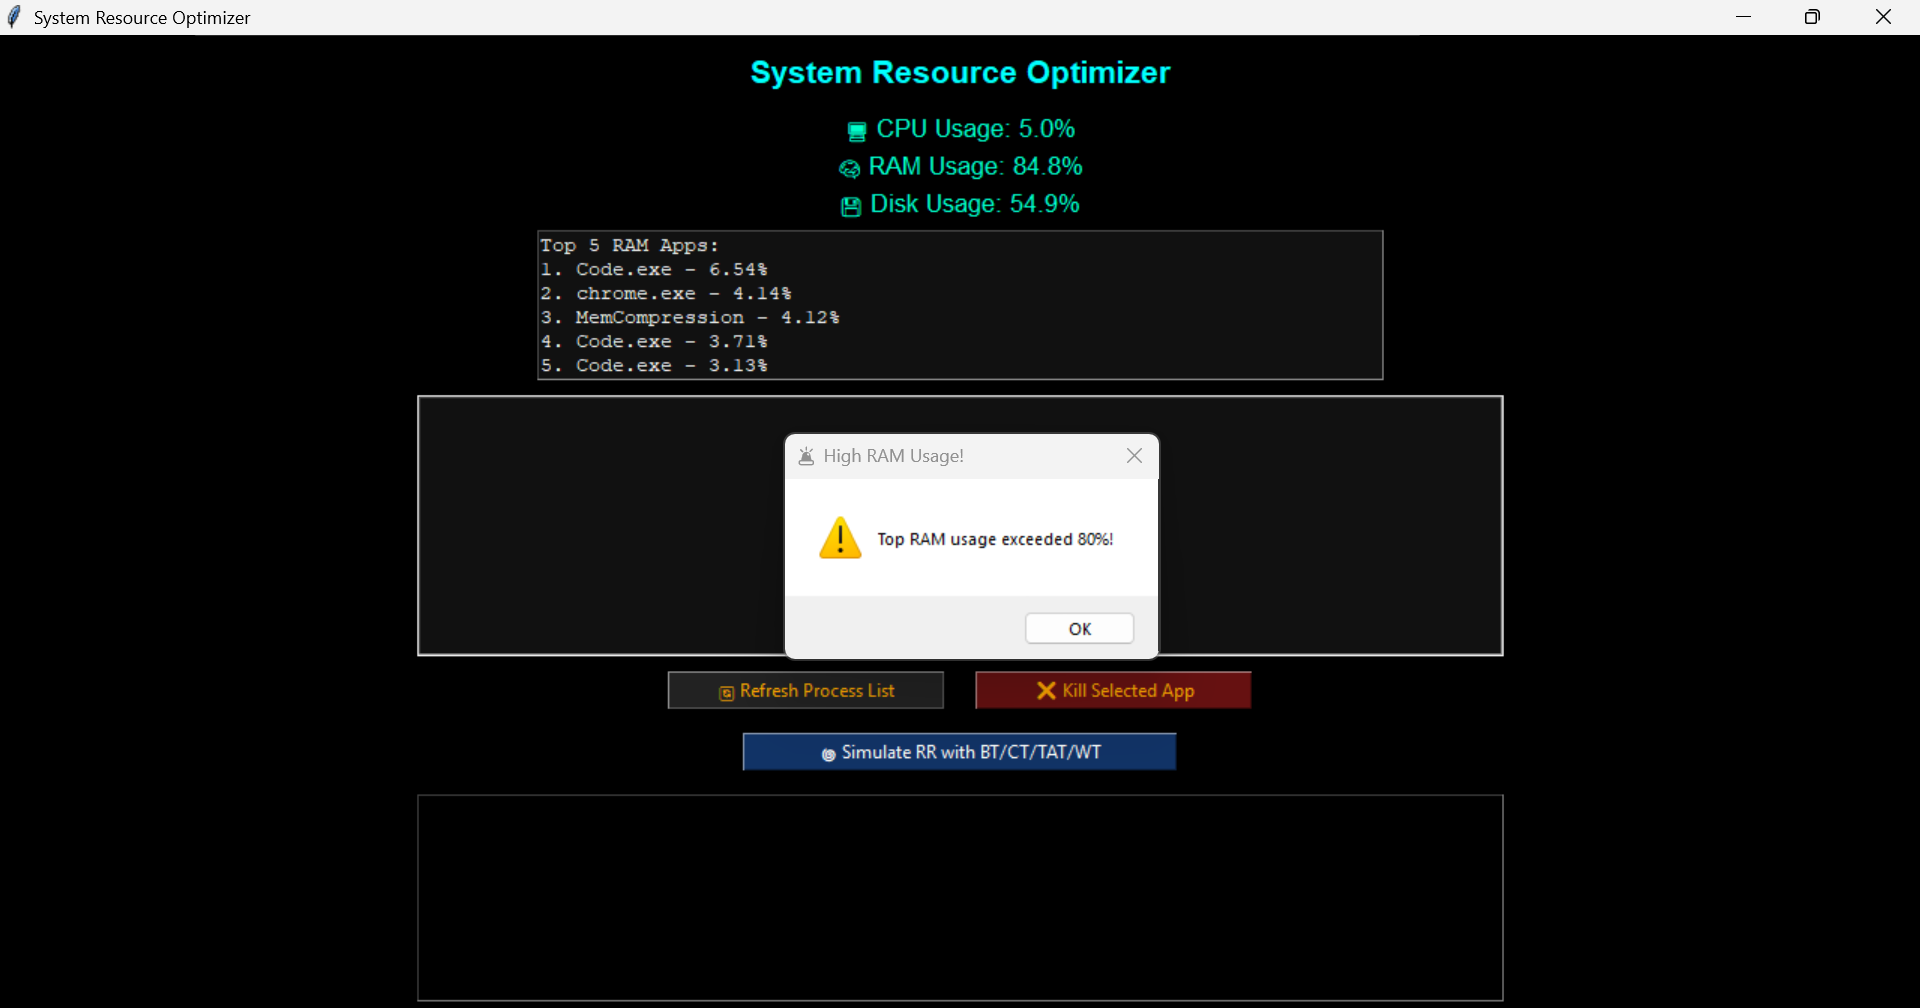 System Resource Optimizer
System Resource Optimizer
CPU Usage: 5.0%
RAM Usage: 84.8%
Disk Usage: 54.9%
Top 5 RAM Apps:
1. Code.exe - 6.54%
2. chrome.exe - 4.14%
3. MemCompression - 4.12%
4. Code.exe - 3.71%
5. Code.exe - 3.13%
High RAM Usage!
Top RAM usage exceeded 80%!
OK
Refresh Process List
Kill Selected App
Simulate RR with BT/CT/TAT/WT